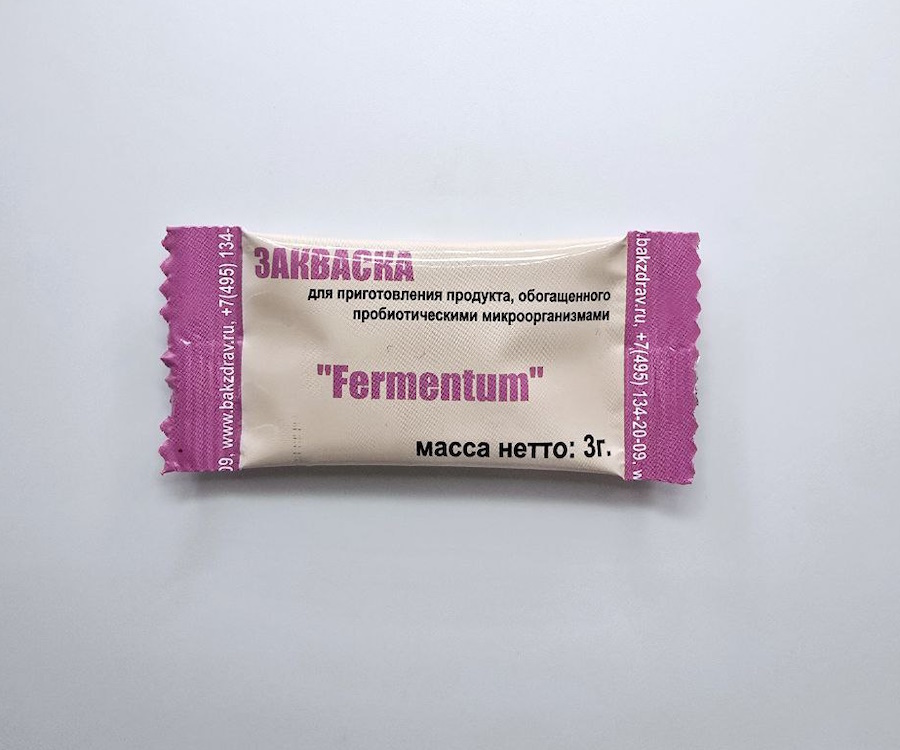 ЗАКВАСКА
для приготовления продукта, обогащенного
пробиотическими микроорганизмами
"Fermentum"
масса нетто: 3г.
09, www.bakzdrav.ru, +7(495) 134-
.bakzdrav.ru, +7(495) 134-20-09, w